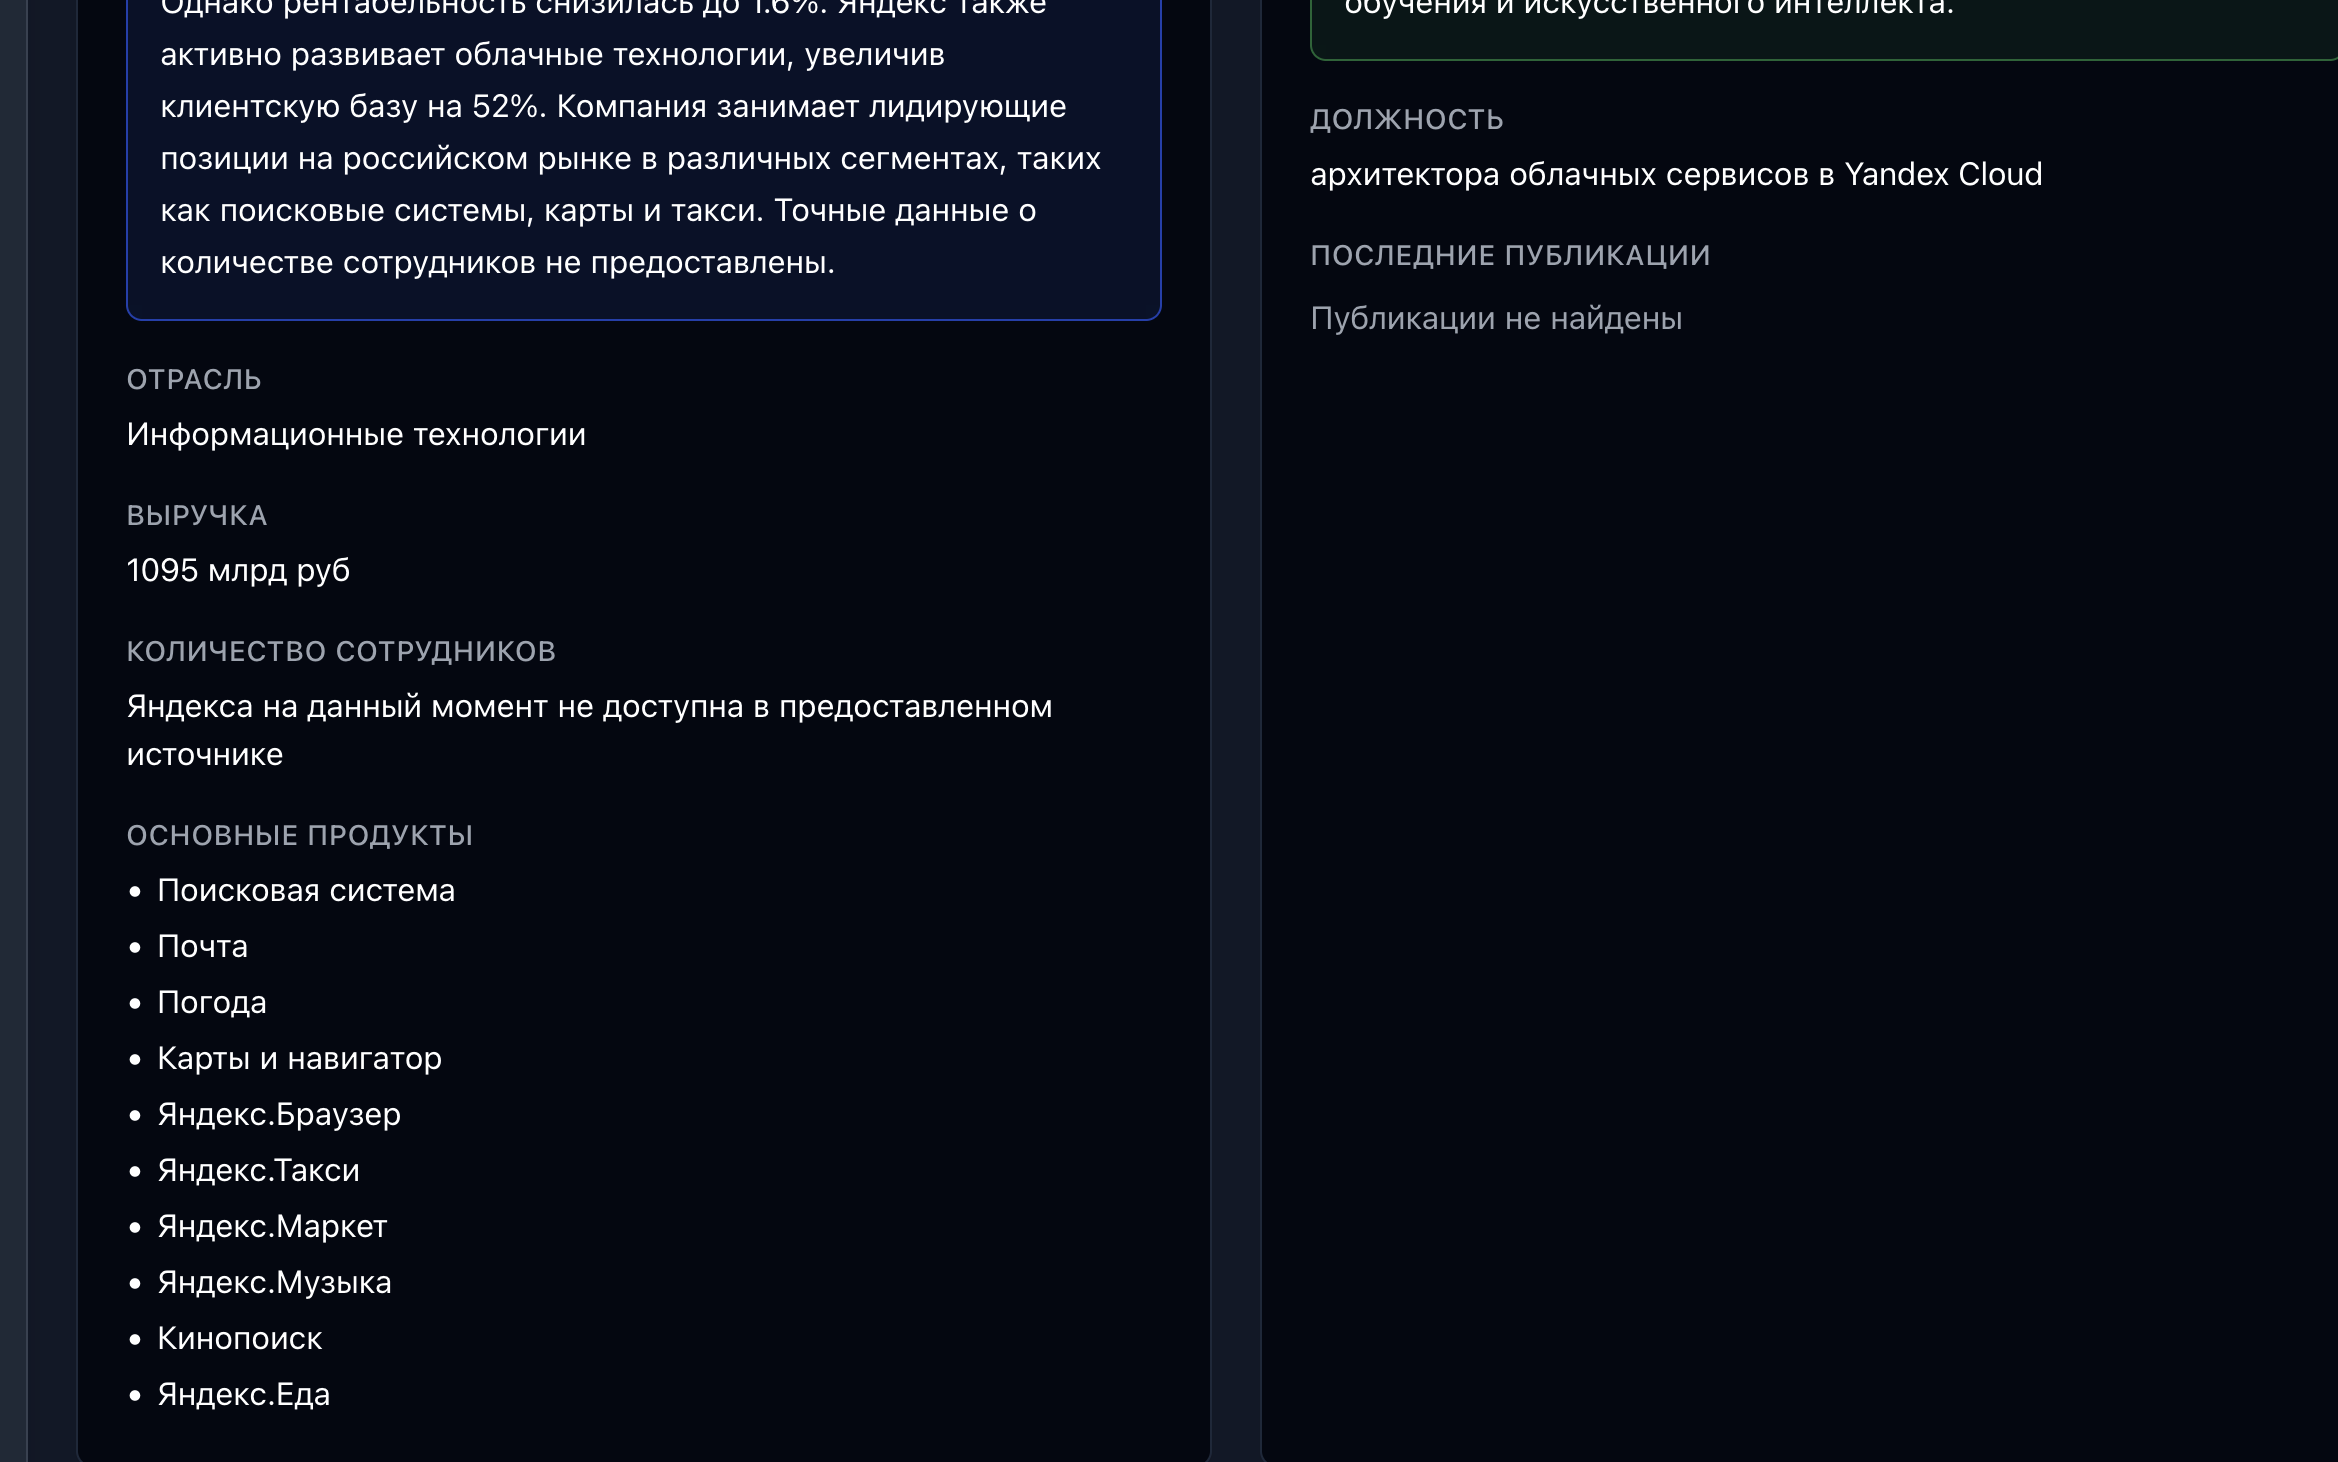 Однако рентабельность снизилась до 1.6%. Яндекс также
активно развивает облачные технологии, увеличив
клиентскую базу на 52%. Компания занимает лидирующие
позиции на российском рынке в различных сегментах, таких
как поисковые системы, карты и такси. Точные данные о
количестве сотрудников не предоставлены.
ОТРАСЛЬ
Информационные технологии
ВЫРУЧКА
1095 млрд руб
КОЛИЧЕСТВО СОТРУДНИКОВ
Яндекса на данный момент не доступна в предоставленном
источнике
ОСНОВНЫЕ ПРОДУКТЫ
• Поисковая система
• Почта
• Погода
• Карты и навигатор
• Яндекс.Браузер
• Яндекс.Такси
• Яндекс.Маркет
• Яндекс.Музыка
• Кинопоиск
• Яндекс.Еда
обучения и искусственного интеллекта.
ДОЛЖНОСТЬ
архитектора облачных сервисов в Yandex Cloud
ПОСЛЕДНИЕ ПУБЛИКАЦИИ
Публикации не найдены